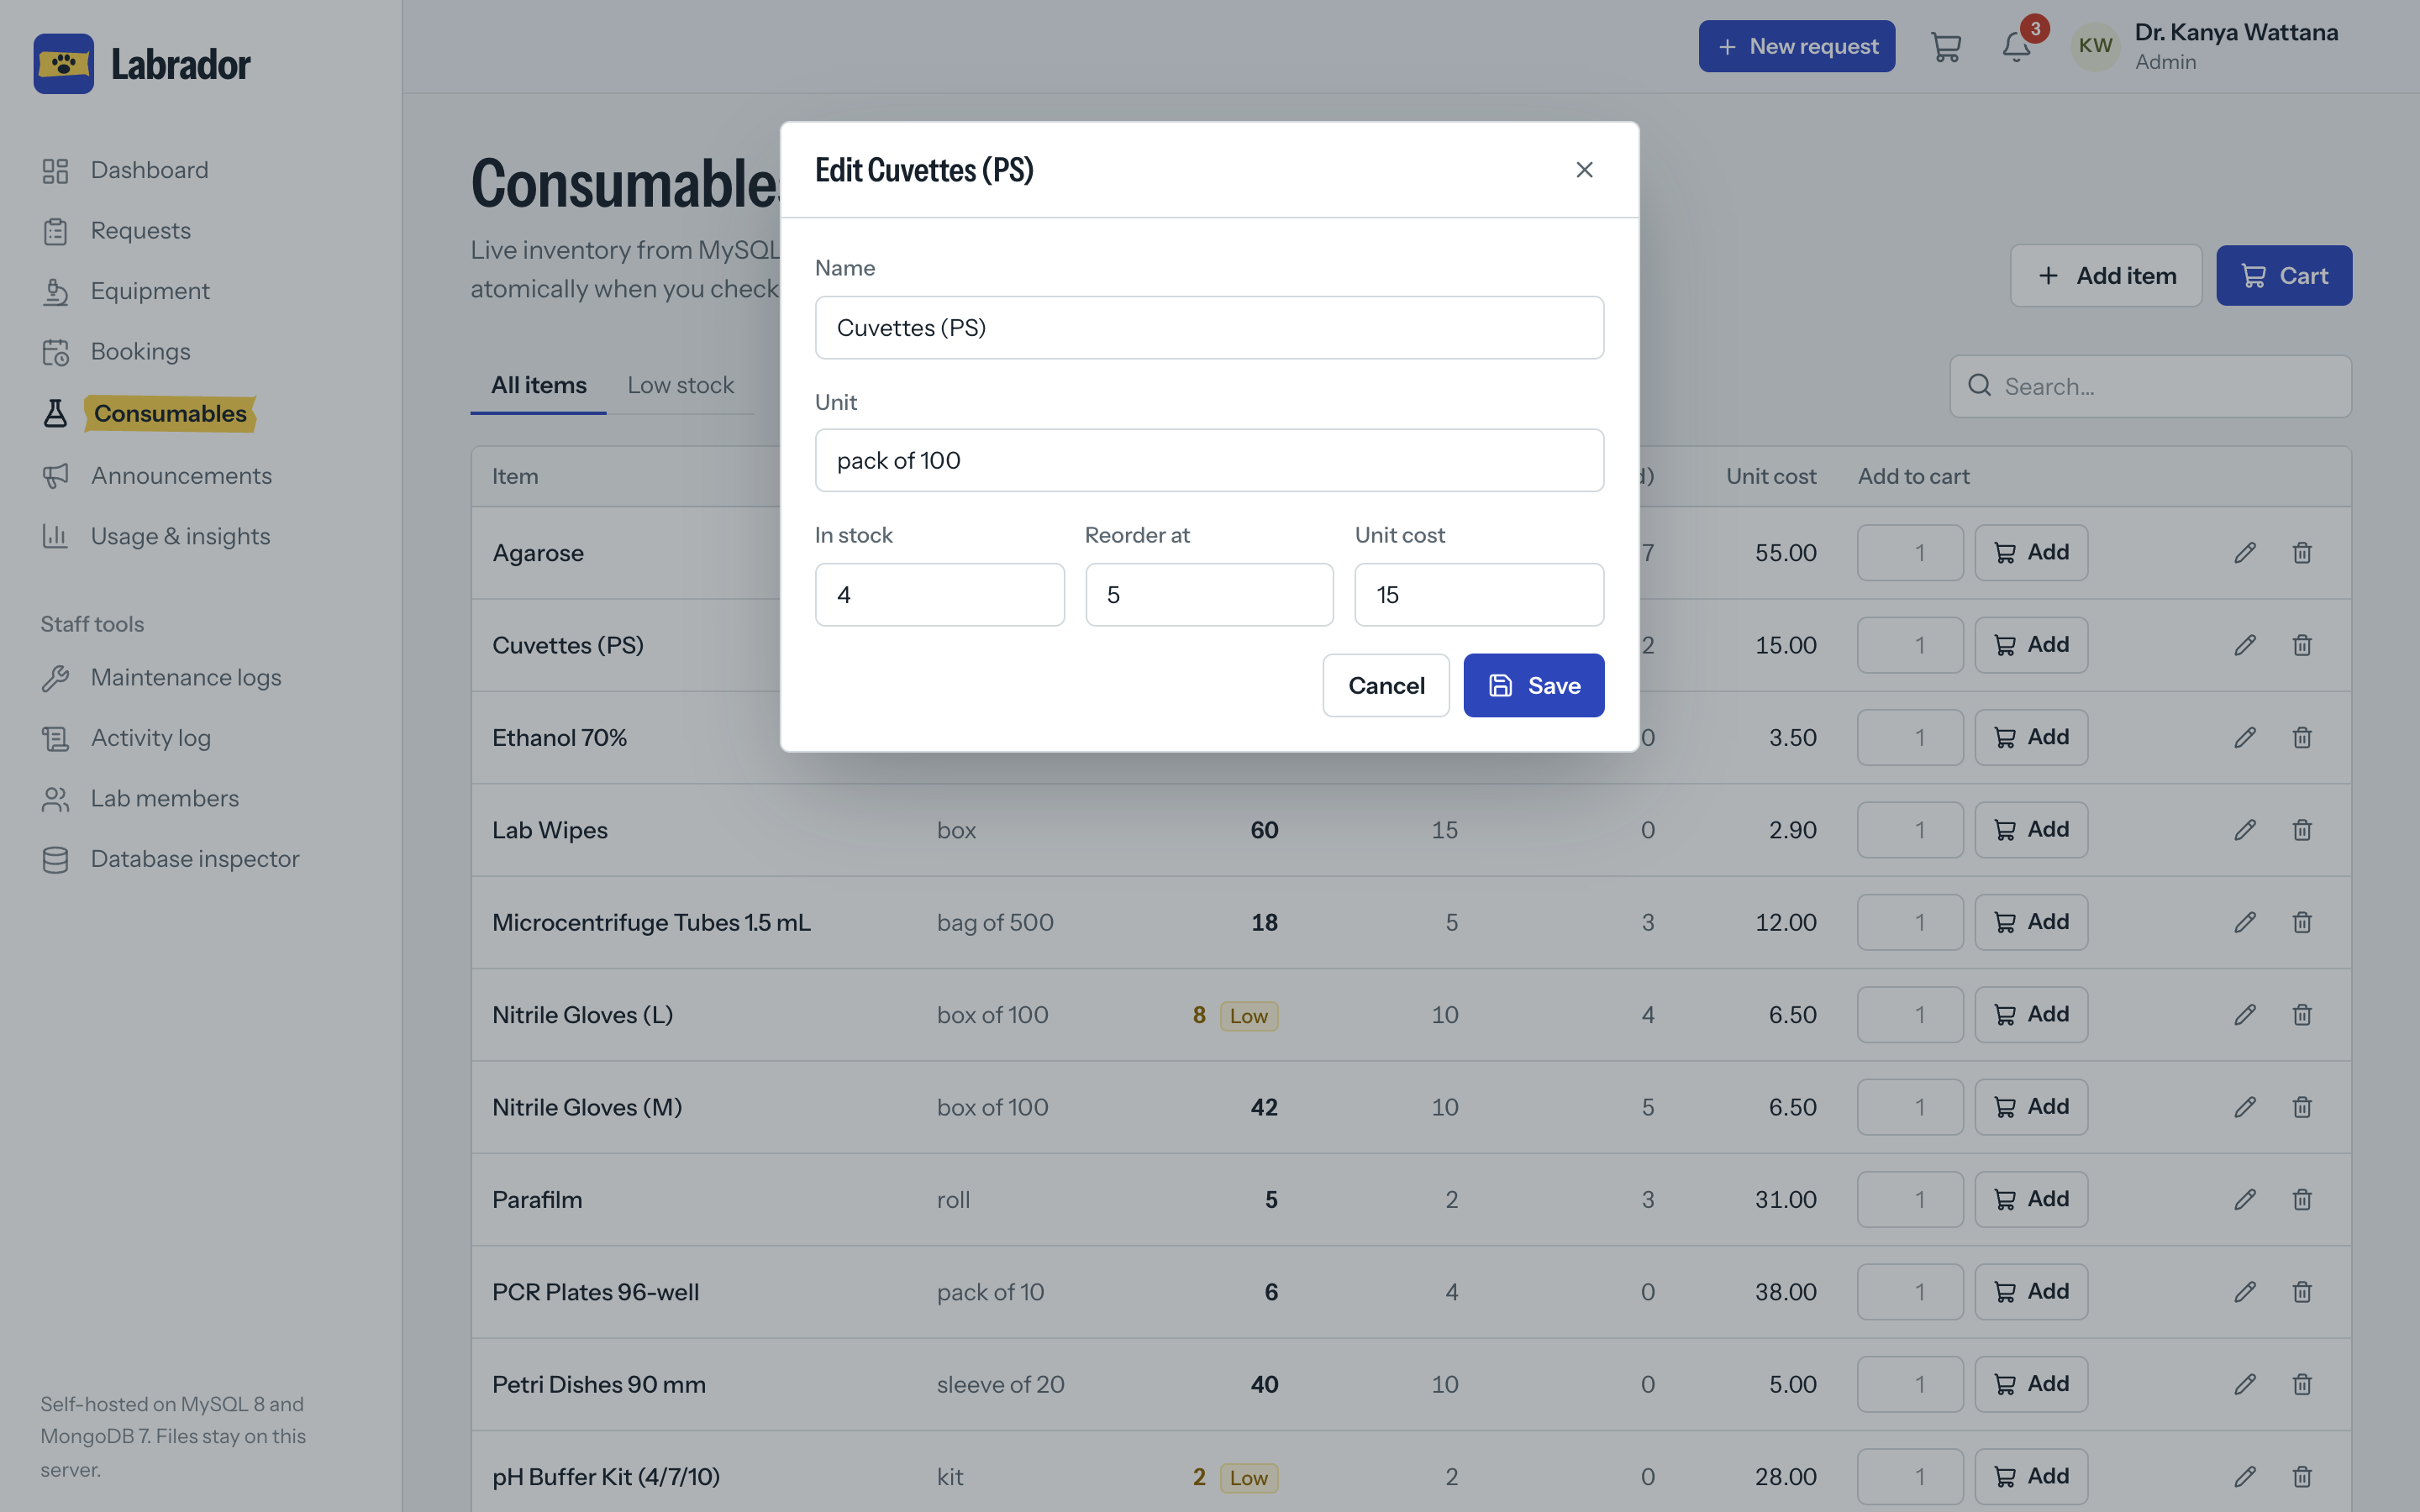 Labrador
Dashboard
Requests
Equipment
Bookings
Consumables
Announcements
Usage & insights
Staff tools
Maintenance logs
Activity log
Lab members
Database inspector
Self-hosted on MySQL 8 and
MongoDB 7. Files stay on this
server.
New request
3
KW
Dr. Kanya Wattana
Admin
Consumable
Live inventory from MySQL
atomically when you check
Add item
Cart
All items
Low stock
Search...
Edit Cuvettes (PS)
Name
Cuvettes (PS)
Unit
pack of 100
In stock Reorder at Unit cost
4 5 15
Cancel
Save
Item d) Unit cost Add to cart
Agarose 7 55.00 1 Add
Cuvettes (PS) 2 15.00 1 Add
Ethanol 70% 0 3.50 1 Add
Lab Wipes box 60 15 0 2.90 1 Add
Microcentrifuge Tubes 1.5 mL bag of 500 18 5 3 12.00 1 Add
Nitrile Gloves (L) box of 100 8 Low 10 4 6.50 1 Add
Nitrile Gloves (M) box of 100 42 10 5 6.50 1 Add
Parafilm roll 5 2 3 31.00 1 Add
PCR Plates 96-well pack of 10 6 4 0 38.00 1 Add
Petri Dishes 90 mm sleeve of 20 40 10 0 5.00 1 Add
pH Buffer Kit (4/7/10) kit 2 Low 2 0 28.00 1 Add